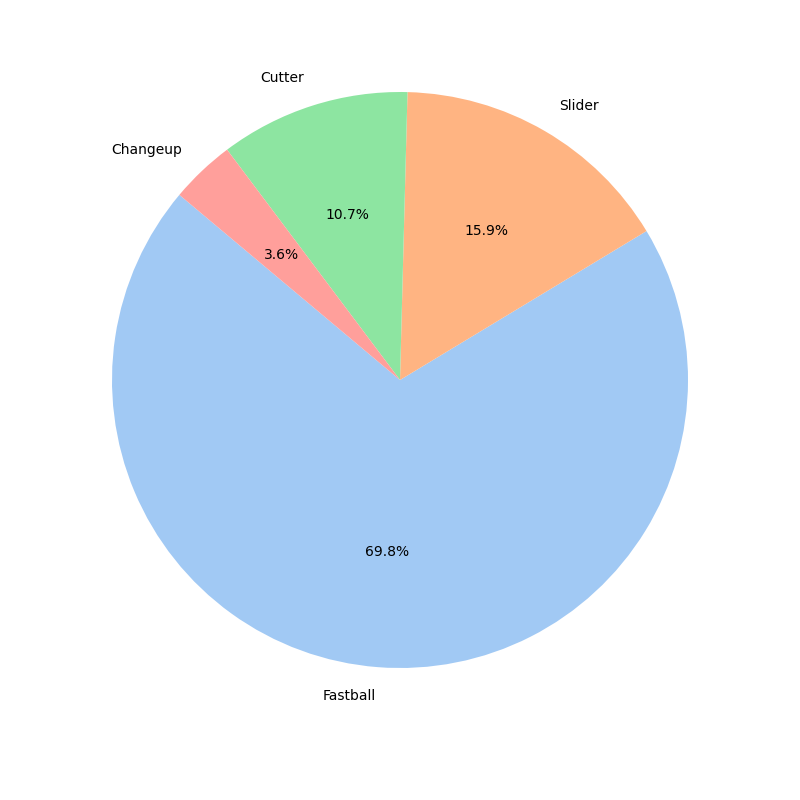 Cutter
Slider
Changeup
10.7%
15.9%
3.6%
69.8%
Fastball